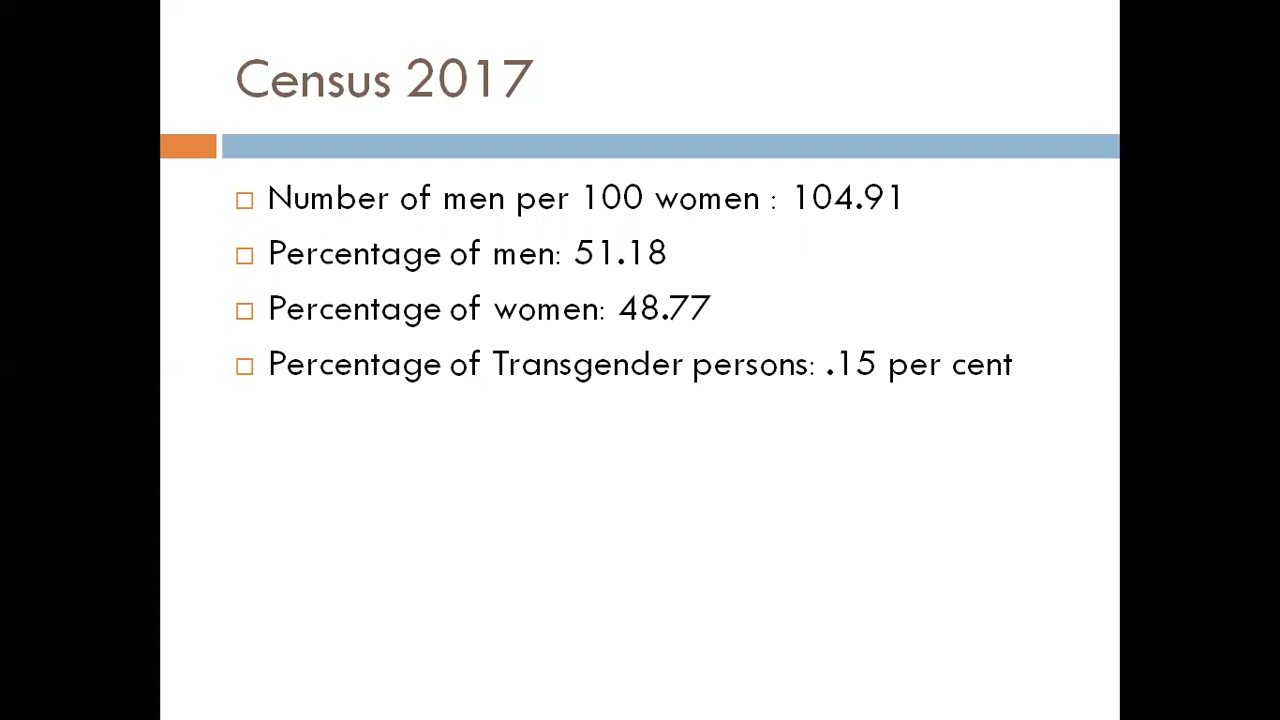 Census 2017
Number of men per 100 women : 104.91
Percentage of men: 51.18
Percentage of women: 48.77
Percentage of Transgender persons: .15 per cent